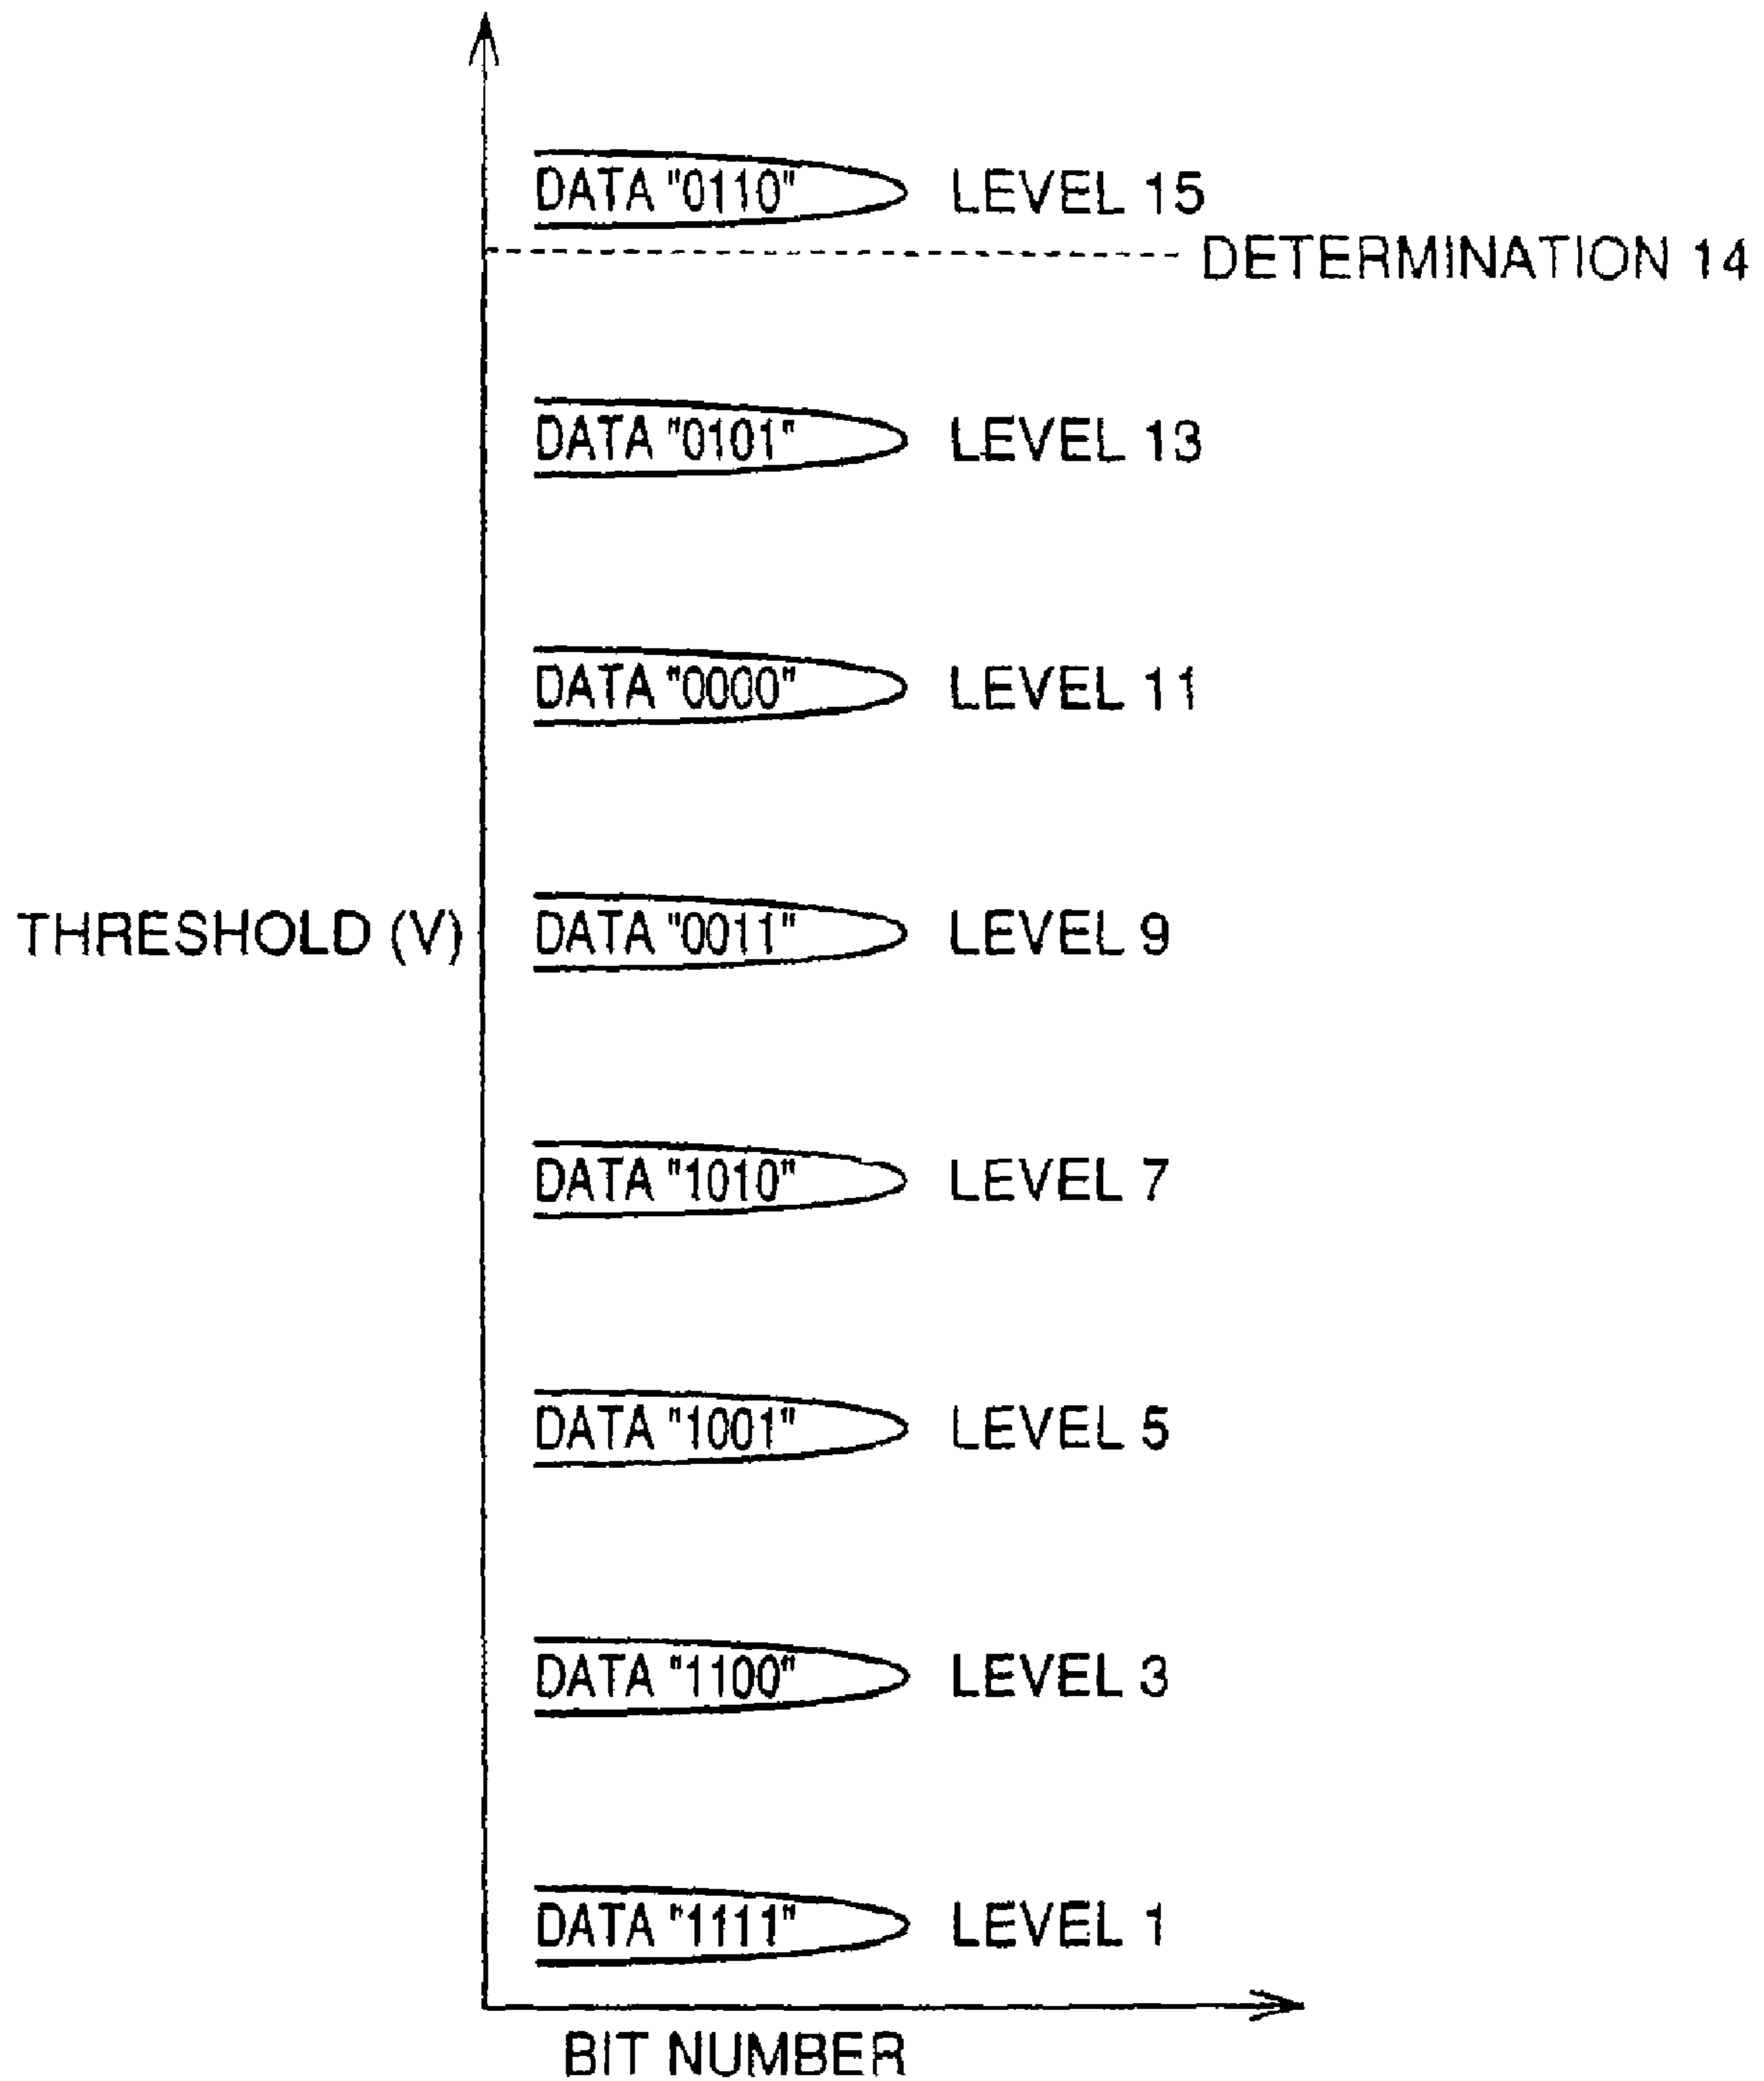 DATA "0110" LEVEL 15
DETERMINATION 14
DATA "0101" LEVEL 13
DATA "0000" LEVEL 11
THRESHOLD (V) DATA "0011" LEVEL 9
DATA "1010" LEVEL 7
DATA "1001" LEVEL 5
DATA "1100" LEVEL 3
DATA "1111" LEVEL 1
BIT NUMBER